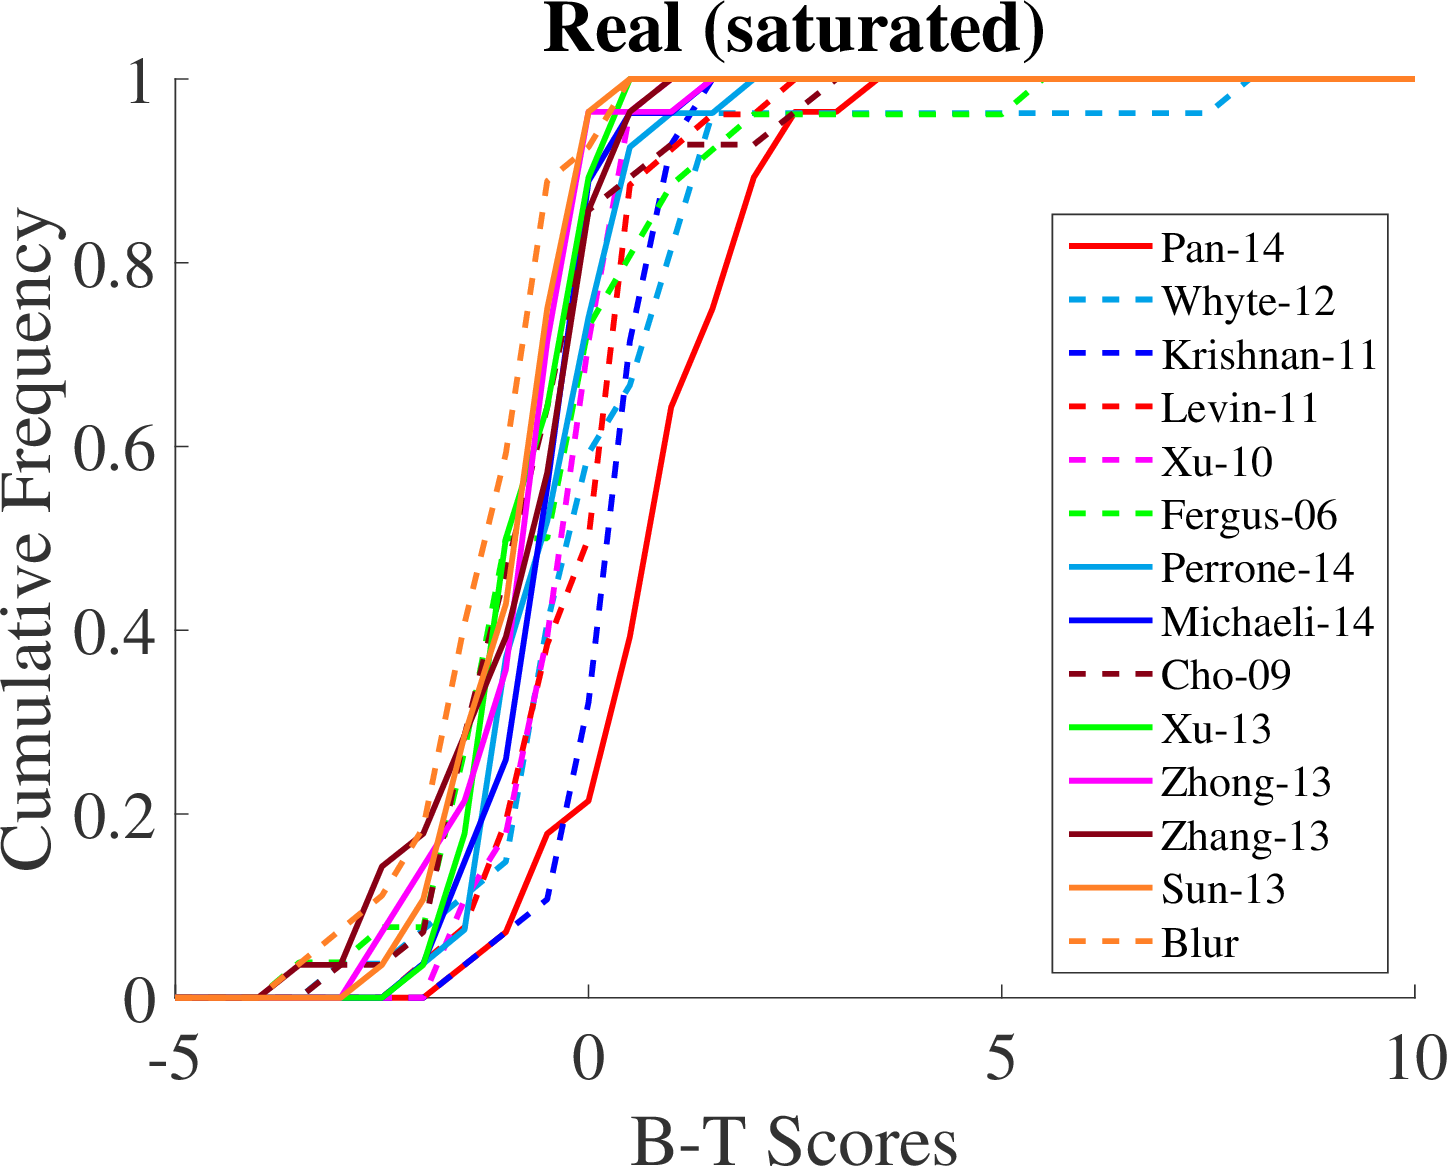 Real (saturated)
1
0.8
0.6
0.4
0.2
0
Cumulative Frequency
-5
0
5
10
B-T Scores
Pan-14
Whyte-12
Krishnan-11
Levin-11
Xu-10
Fergus-06
Perrone-14
Michaeli-14
Cho-09
Xu-13
Zhong-13
Zhang-13
Sun-13
Blur